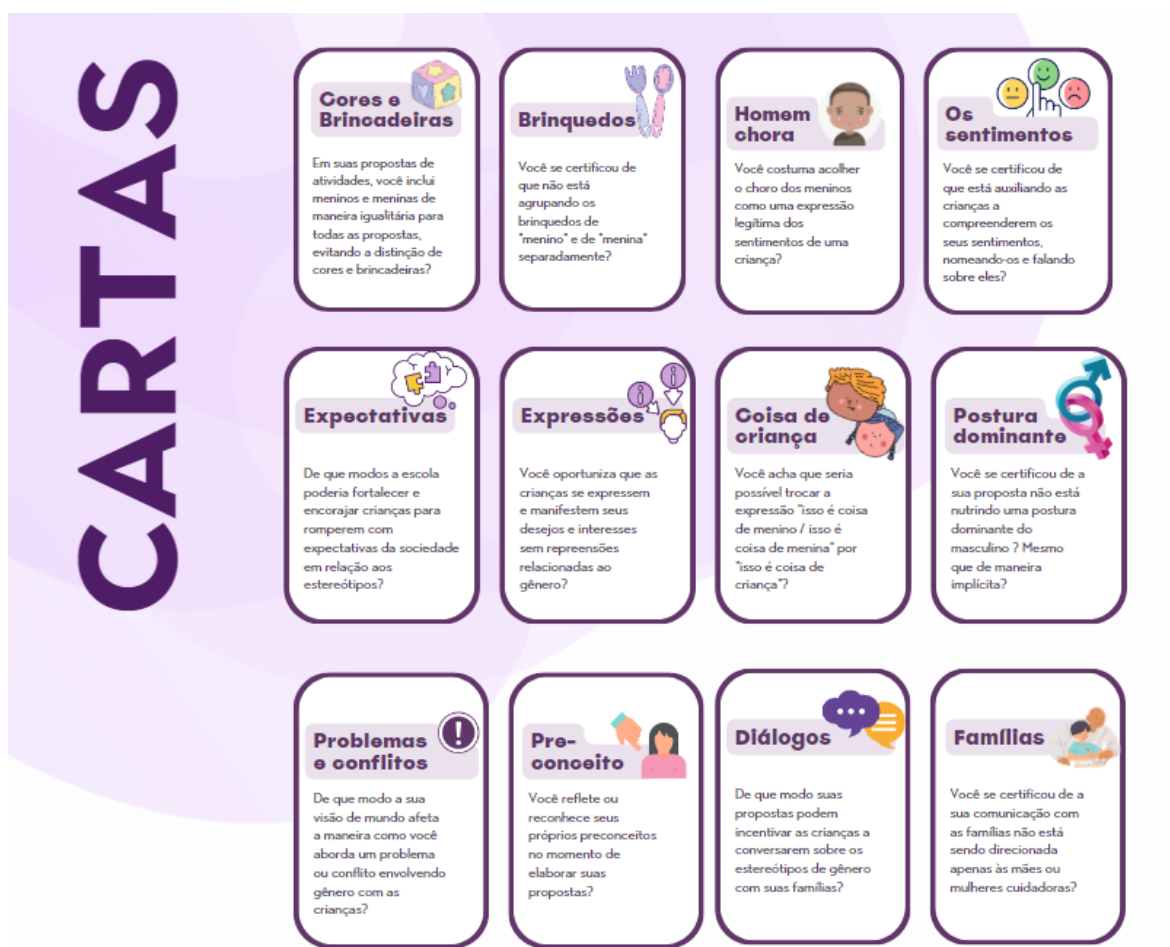 CARTAS
Cores e
Brincadeiras
Em suas propostas de
atividades, você inclui
meninos e meninas de
maneira igualitária para
todas as propostas,
evitando a distinção de
cores e brincadeiras?
Brinquedos
Você se certificou de
que não está
agrupando os
brinquedos de
"menino" e de "menina"
separadamente?
Homem
chora
Você costuma acolher
o choro dos meninos
como uma expressão
legítima dos
sentimentos de uma
criança?
Os
sentimentos
Você se certificou de
que está auxiliando as
crianças a
compreenderem os
seus sentimentos,
nomeando-os e falando
sobre eles?
Expectativas
De que modos a escola
poderia fortalecer e
encorajar crianças para
romperem com
expectativas da sociedade
em relação aos
estereótipos?
Expressões
Você oportuniza que as
crianças se expressem
e manifestem seus
desejos e interesses
sem repreensões
relacionadas ao
gênero?
Coisa de
criança
Você acha que seria
possível trocar a
expressão "isso é coisa
de menino / isso é
coisa de menina" por
"isso é coisa de
criança"?
Postura
dominante
Você se certificou de a
sua proposta não está
nutrindo uma postura
dominante do
masculino ? Mesmo
que de maneira
implícita?
Problemas
e conflitos
De que modo a sua
visão de mundo afeta
a maneira como você
aborda um problema
ou conflito envolvendo
gênero com as
crianças?
Pre-
conceito
Você reflete ou
reconhece seus
próprios preconceitos
no momento de
elaborar suas
propostas?
Diálogos
De que modo suas
propostas podem
incentivar as crianças a
conversarem sobre os
estereótipos de gênero
com suas famílias?
Famílias
Você se certificou de a
sua comunicação com
as famílias não está
sendo direcionada
apenas às mães ou
mulheres cuidadoras?